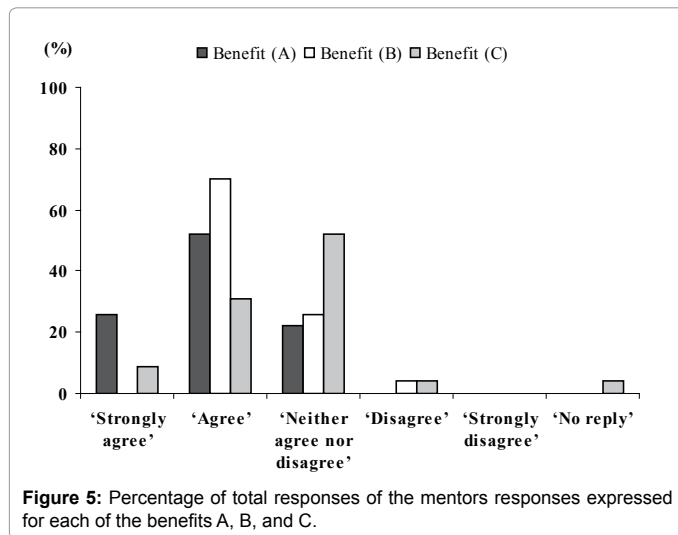 (%)
Benefit (A) Benefit (B) Benefit (C)
100
80
60
40
20
0
‘Strongly agree’
‘Agree’
‘Neither agree nor disagree’
‘Disagree’
‘Strongly disagree’
‘No reply’
Figure 5: Percentage of total responses of the mentors responses expressed
for each of the benefits A, B, and C.